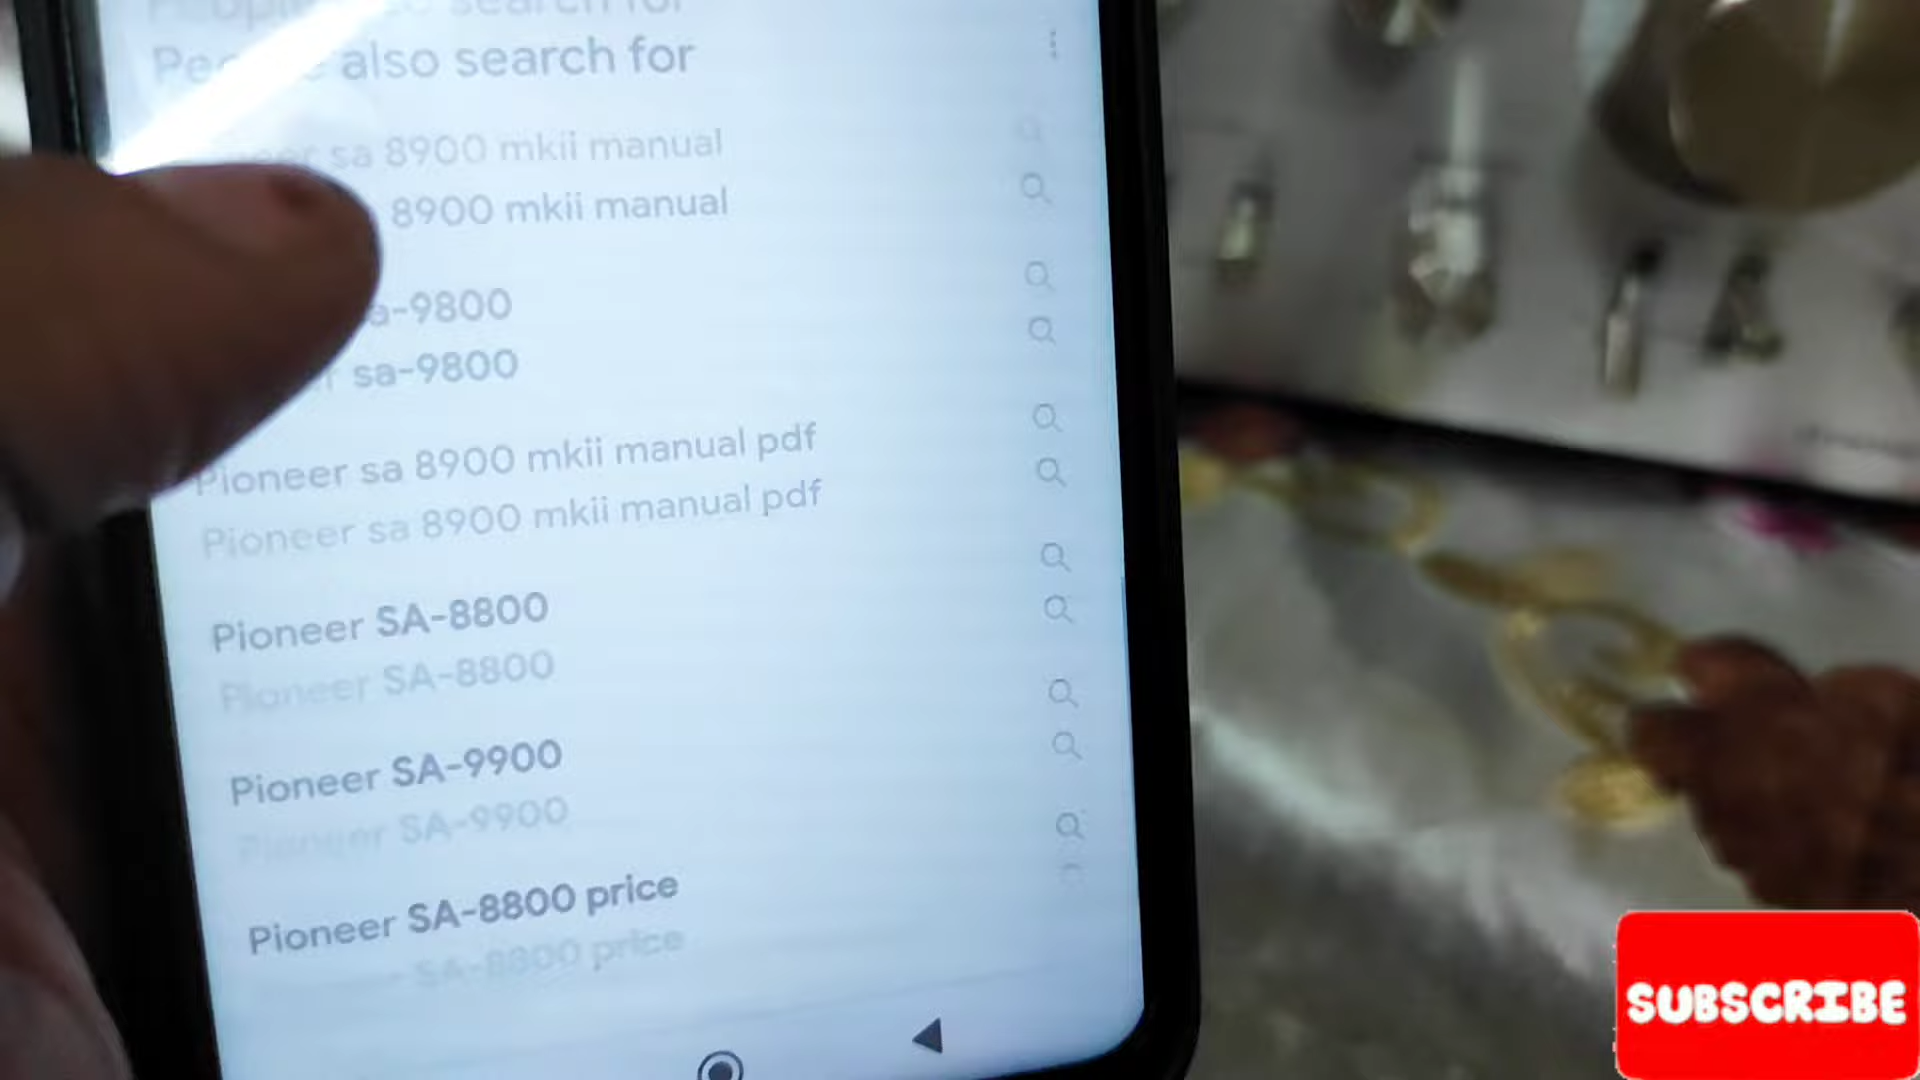 also search for
sa 8900 mkii manual
8900 mkii manual
a-9800
sa-9800
Pioneer sa 8900 mkii manual pdf
Pioneer sa 8900 mkii manual pdf
Pioneer SA-8800
Pioneer SA-8800
Pioneer SA-9900
Pioneer SA-9900
Pioneer SA-8800 price
SA-8800 price
SUBSCRIBE